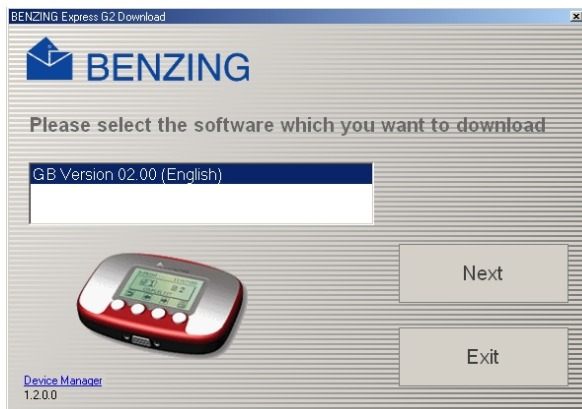 BENZING Express G2 Download
BENZING
Please select the software which you want to download
GB Version 02.00 (English)
Next
Exit
Device Manager
1.2.0.0